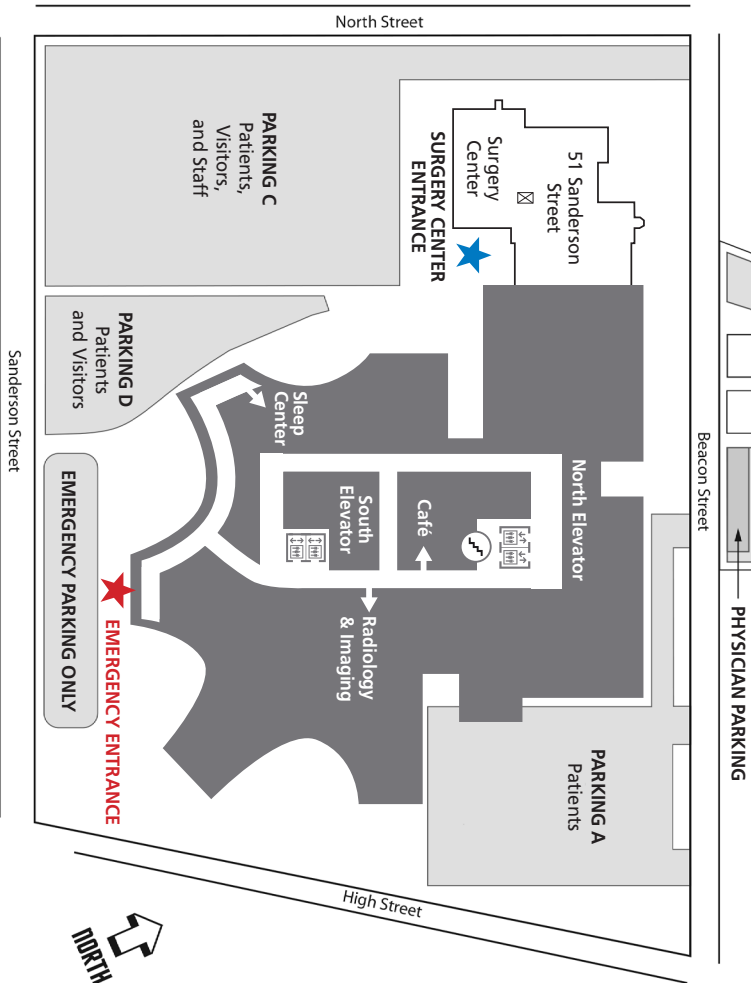 North Street
PARKING C
Patients,
Visitors,
and Staff
SURGERY CENTER
ENTRANCE
Surgery
Center
51 Sanderson
Street
PARKING D
Patients
and Visitors
Sanderson Street
Sleep
Center
Beacon Street
North Elevator
Café
South
Elevator
EMERGENCY PARKING ONLY
EMERGENCY ENTRANCE
Radiology
& Imaging
PHYSICIAN PARKING
PARKING A
Patients
High Street
NORTH